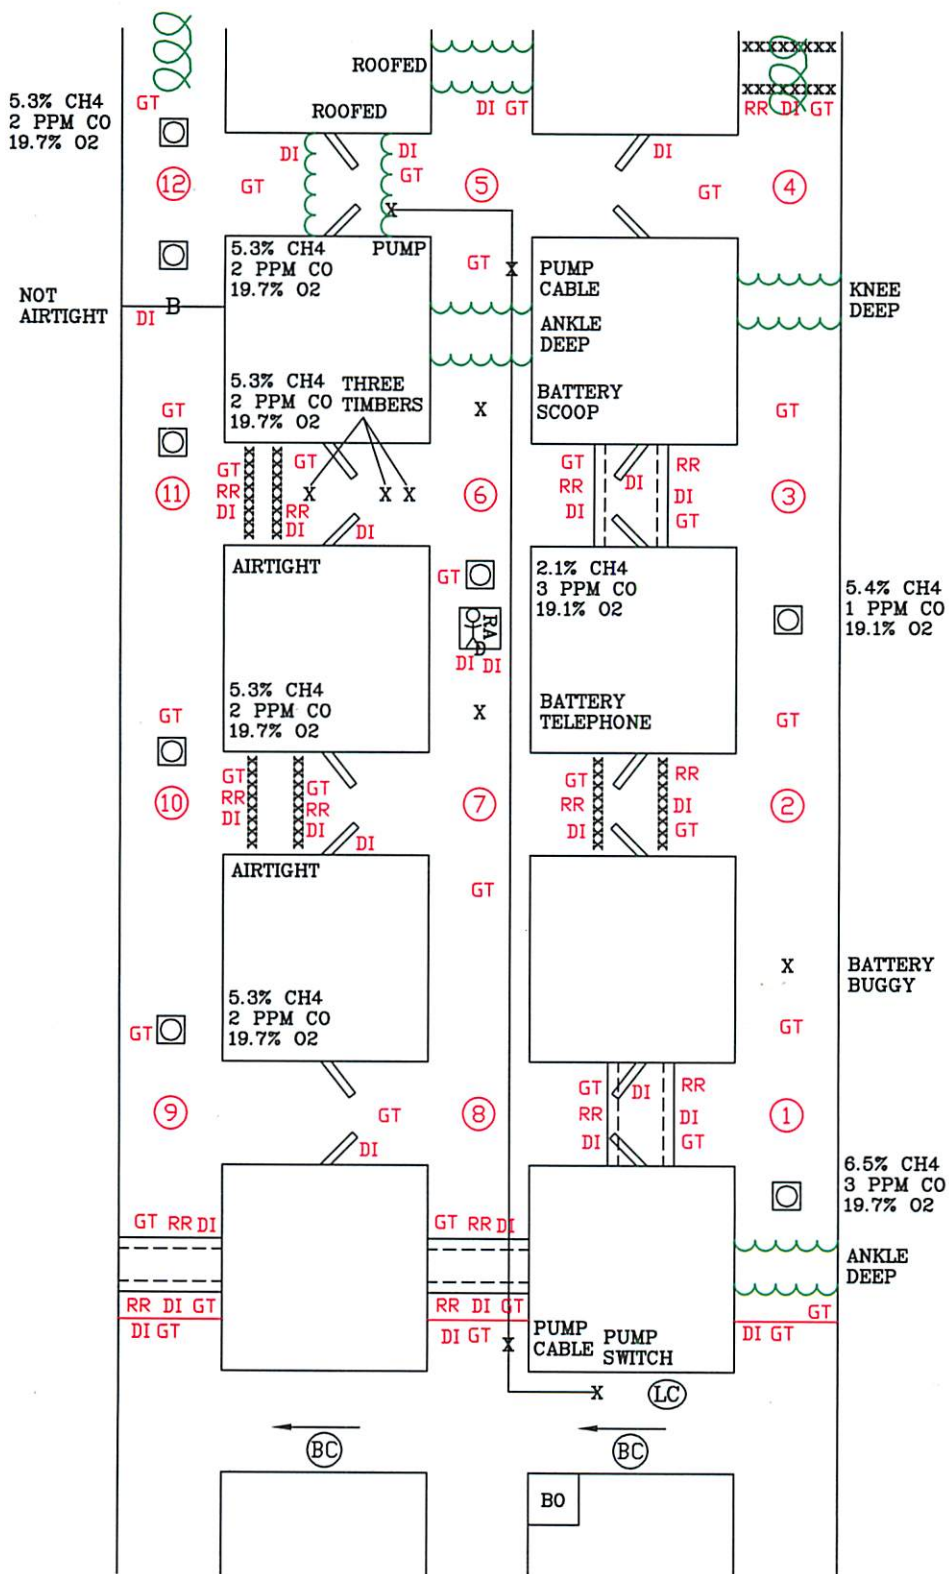 XXXXXXXX
ROOFED
5.3% CH4
2 PPM CO
19.7% O2
GT
ROOFED
DI GT
XXXXXXXX
RR DI GT
DI
DI
GT
DI
12
GT
5
GT
4
X
5.3% CH4
2 PPM CO
19.7% O2
PUMP
GT
X
PUMP
CABLE
NOT
AIRTIGHT
DI
B
ANKLE
DEEP
KNEE
DEEP
5.3% CH4
2 PPM CO
19.7% O2
THREE
TIMBERS
BATTERY
SCOOP
GT
X
GT
GT
RR
DI
GT
X
X X
RR
DI
DI
11
6
GT
RR
DI
DI
RR
DI
GT
3
AIRTIGHT
GT
2.1% CH4
3 PPM CO
19.1% O2
5.4% CH4
1 PPM CO
19.1% O2
RA
D
DI DI
5.3% CH4
2 PPM CO
19.7% O2
GT
X
BATTERY
TELEPHONE
GT
GT
RR
DI
GT
RR
DI
DI
10
7
GT
RR
DI
RR
DI
GT
2
AIRTIGHT
GT
X
BATTERY
BUGGY
5.3% CH4
2 PPM CO
19.7% O2
GT
GT
9
GT
DI
8
GT
RR
DI
DI
RR
DI
GT
1
6.5% CH4
3 PPM CO
19.7% O2
GT RR DI
GT RR DI
ANKLE
DEEP
RR DI GT
RR DI GT
GT
DI GT
DI GT
X
PUMP
CABLE
PUMP
SWITCH
DI GT
X
LC
BC
BC
BO